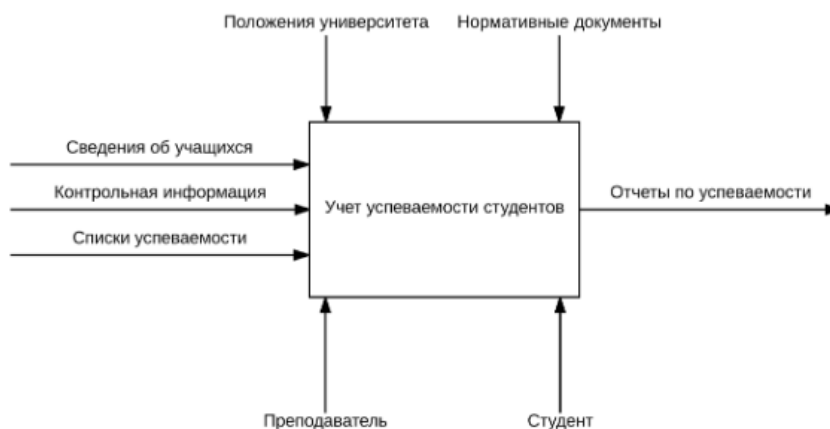 Положения университета
Нормативные документы
Сведения об учащихся
Контрольная информация
Списки успеваемости
Учет успеваемости студентов
Отчеты по успеваемости
Преподаватель
Студент